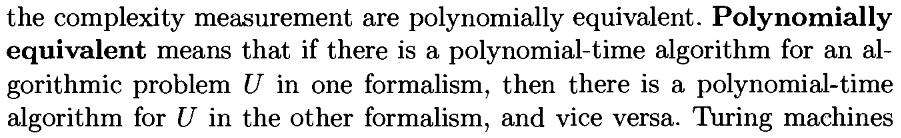 the complexity measurement are polynomially equivalent. Polynomially
equivalent means that if there is a polynomial-time algorithm for an al-
gorithmic problem U in one formalism, then there is a polynomial-time
algorithm for U in the other formalism, and vice versa. Turing machines